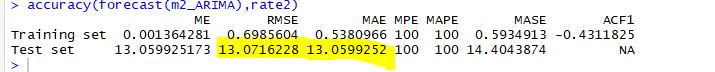 > accuracy(forecast(m2_ARIMA),rate2)
ME RMSE MAE MPE MAPE MASE ACF1
Training set 0.001364281 0.6985604 0.5380966 100 100 0.5934913 -0.4311825
Test set 13.059925173 13.0716228 13.0599252 100 100 14.4043874 NA
>